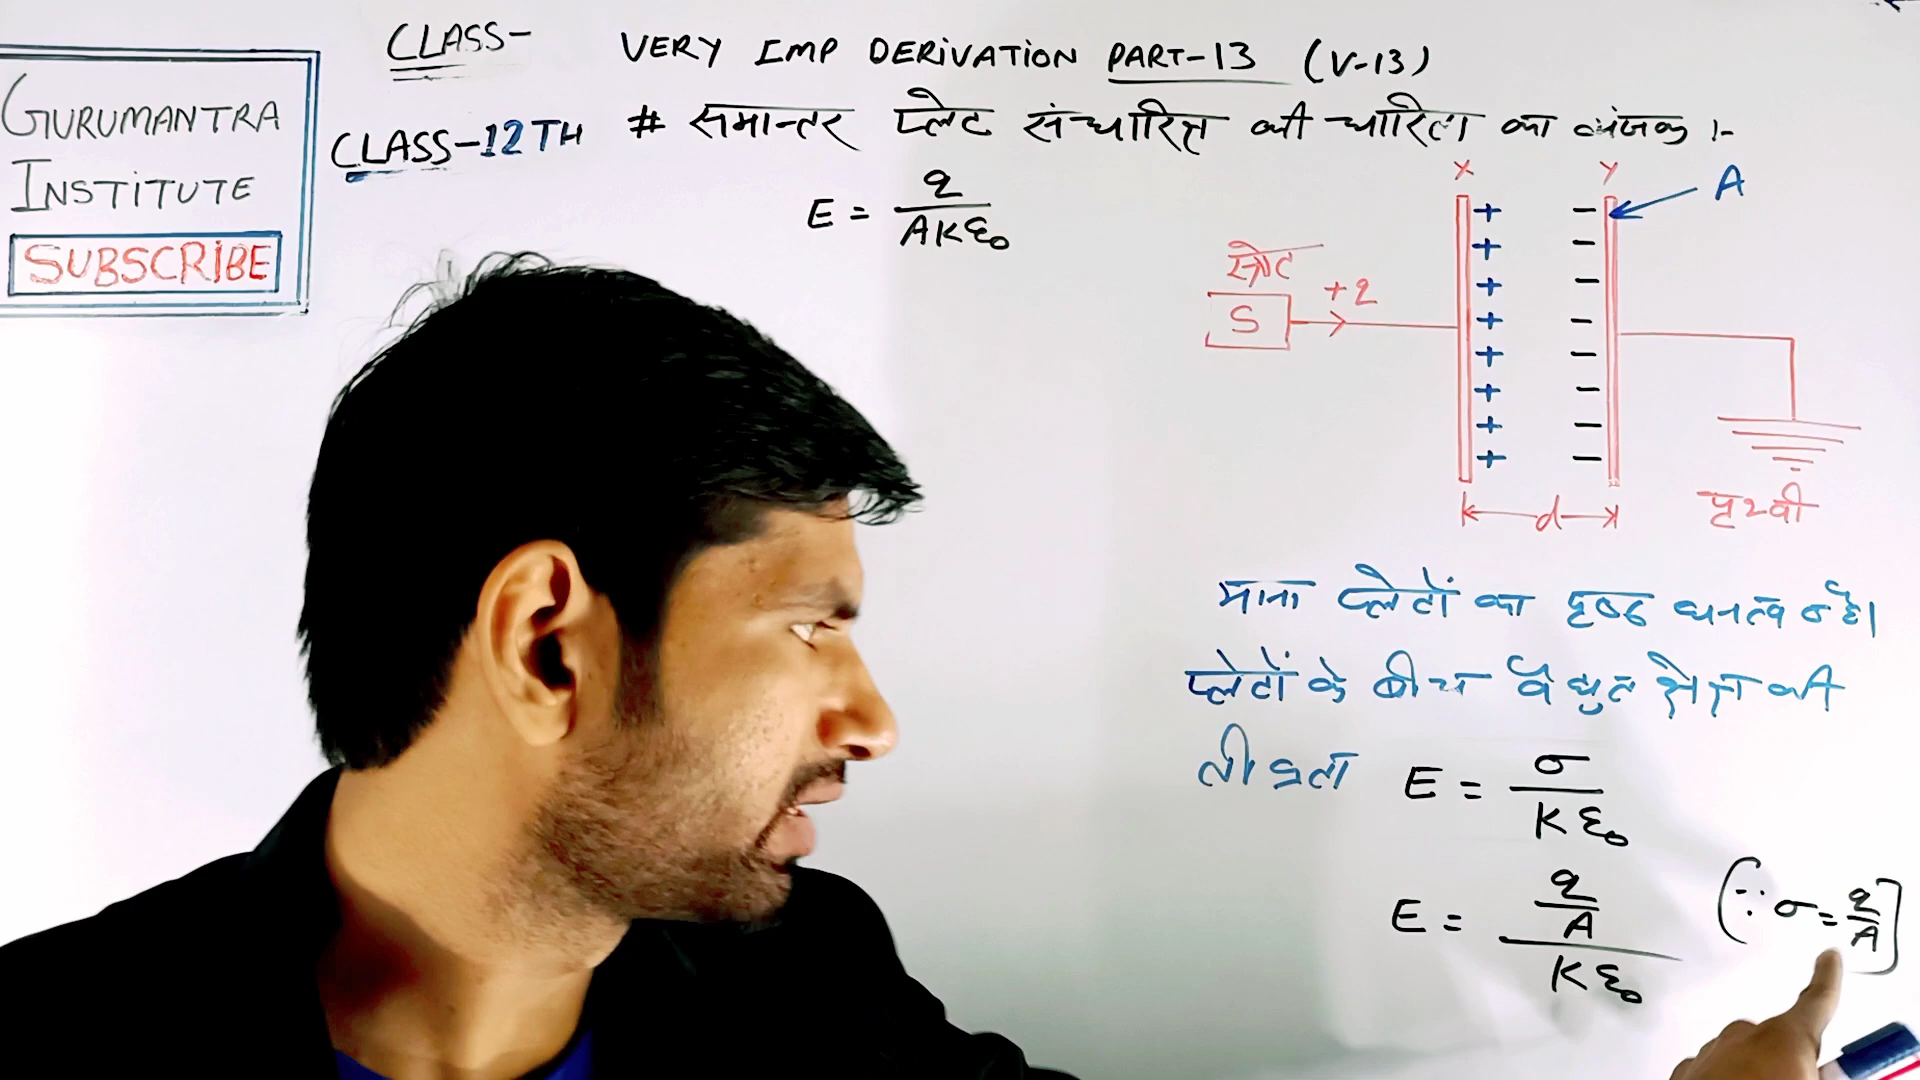 CLASS-
VERY IMP DERIVATION PART-13 (V-13)
GURUMANTRA
INSTITUTE
SUBSCRIBE
CLASS-12TH
# समान्तर प्लेट संधारित्र की धारिता का व्यंजक :-
E = q/AKε₀
X Y
A
स्रोत
S
+q
+ + + + + + + +
- - - - - - - -
d
पृथ्वी
माना प्लेटों का पृष्ठ घनत्व σ है।
प्लेटों के बीच वैद्युत क्षेत्र की
तीव्रता E = σ/Kε₀
E = (q/A)/Kε₀ (∵ σ = q/A]